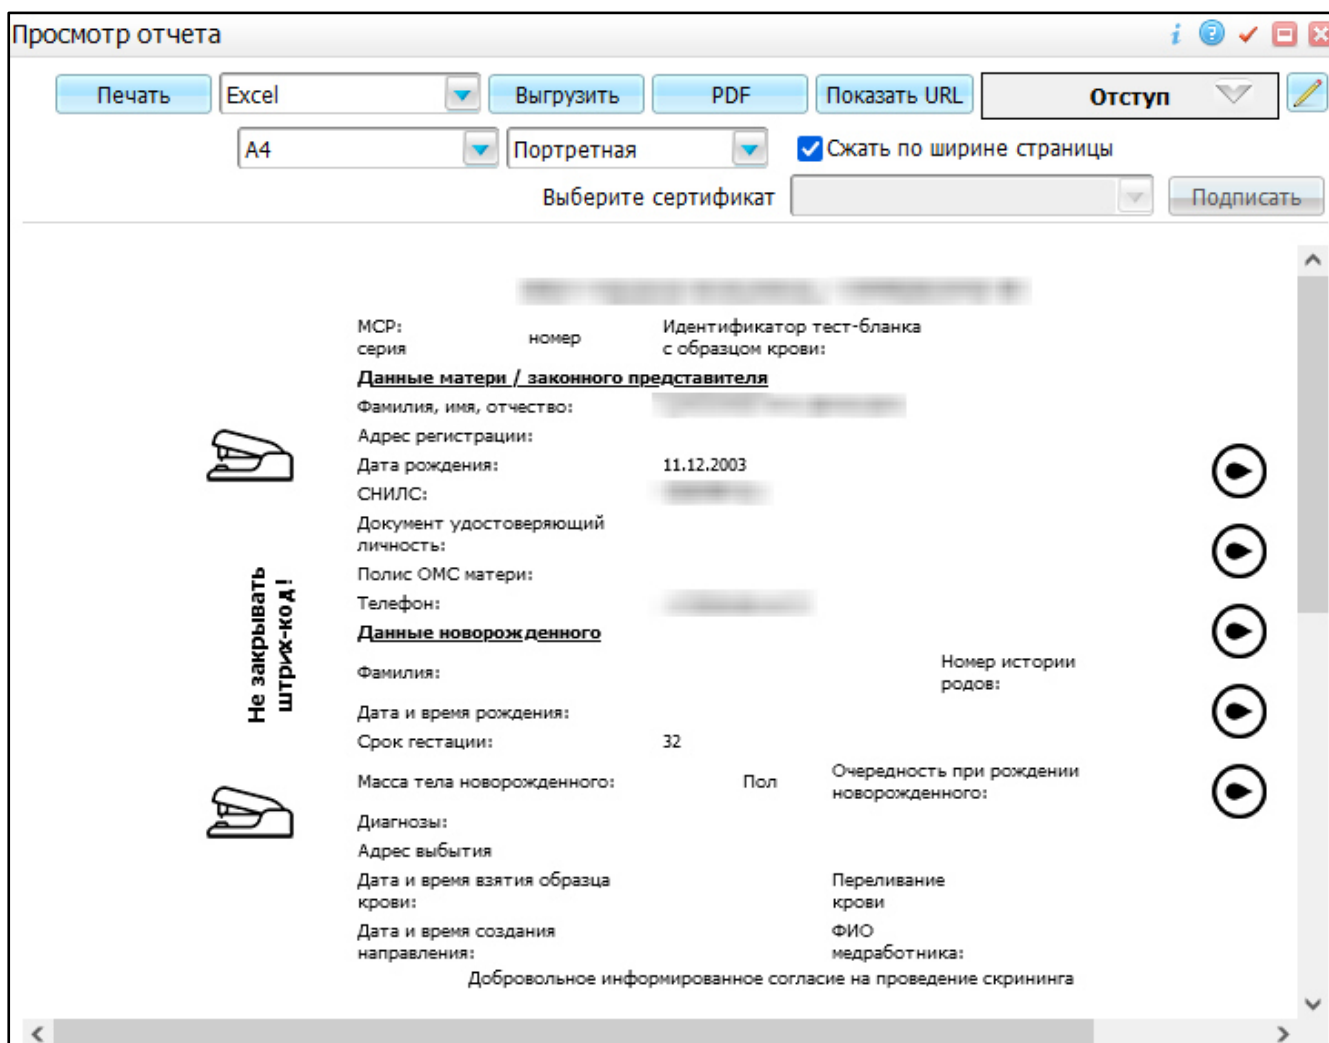 Просмотр отчета
Печать Excel Выгрузить PDF Показать URL Отступ
A4 Портретная Сжать по ширине страницы
Выберите сертификат Подписать
МСР: номер Идентификатор тест-бланка
серия с образцом крови:
Данные матери / законного представителя
Фамилия, имя, отчество:
Адрес регистрации:
Дата рождения: 11.12.2003
СНИЛС:
Документ удостоверяющий
личность:
Полис ОМС матери:
Телефон:
Не закрывать
штрих-код!
Данные новорожденного
Фамилия: Номер истории
родов:
Дата и время рождения:
Срок гестации: 32
Масса тела новорожденного: Пол Очередность при рождении
новорожденного:
Диагнозы:
Адрес выбытия
Дата и время взятия образца Переливание
крови: крови
Дата и время создания ФИО
направления: медработника:
Добровольное информированное согласие на проведение скрининга